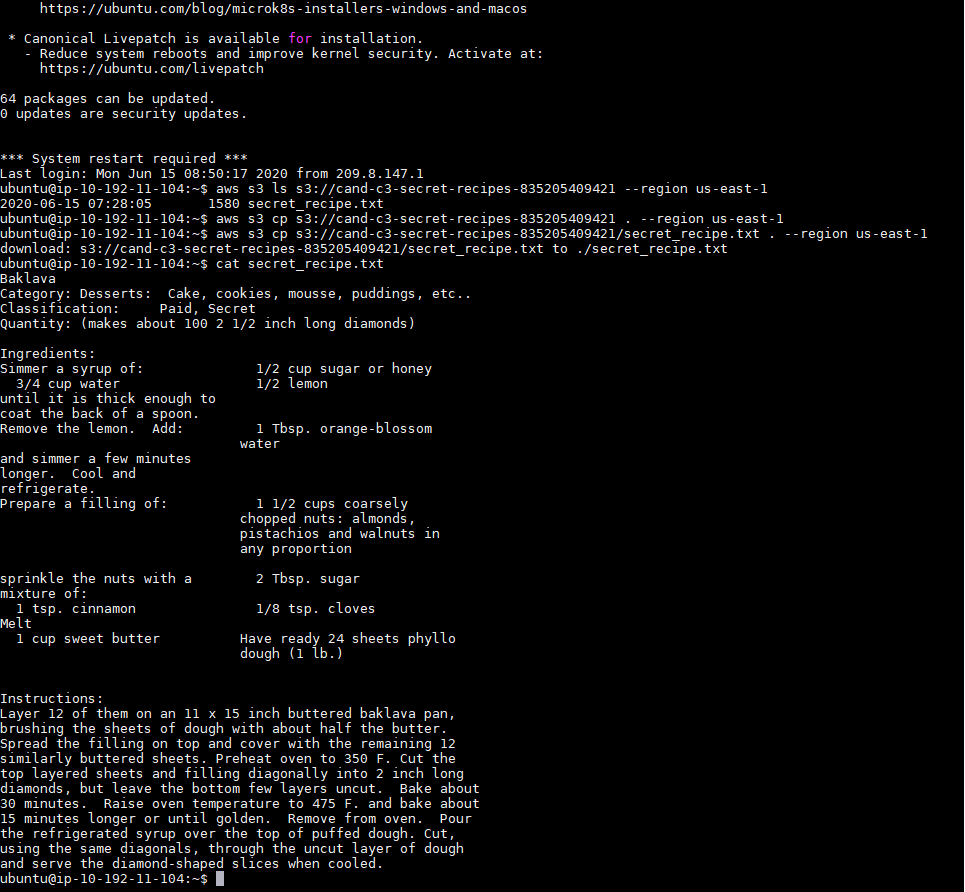 https://ubuntu.com/blog/microk8s-installers-windows-and-macos
* Canonical Livepatch is available for installation.
- Reduce system reboots and improve kernel security. Activate at:
https://ubuntu.com/livepatch
64 packages can be updated.
0 updates are security updates.
*** System restart required ***
Last login: Mon Jun 15 08:50:17 2020 from 209.8.147.1
ubuntu@ip-10-192-11-104:~$ aws s3 ls s3://cand-c3-secret-recipes-835205409421 --region us-east-1
2020-06-15 07:28:05       1580 secret_recipe.txt
ubuntu@ip-10-192-11-104:~$ aws s3 cp s3://cand-c3-secret-recipes-835205409421 . --region us-east-1
ubuntu@ip-10-192-11-104:~$ aws s3 cp s3://cand-c3-secret-recipes-835205409421/secret_recipe.txt . --region us-east-1
download: s3://cand-c3-secret-recipes-835205409421/secret_recipe.txt to ./secret_recipe.txt
ubuntu@ip-10-192-11-104:~$ cat secret_recipe.txt
Baklava
Category: Desserts:  Cake, cookies, mousse, puddings, etc..
Classification:     Paid, Secret
Quantity: (makes about 100 2 1/2 inch long diamonds)
Ingredients:
Simmer a syrup of:              1/2 cup sugar or honey
3/4 cup water                 1/2 lemon
until it is thick enough to
coat the back of a spoon.
Remove the lemon.  Add:         1 Tbsp. orange-blossom
water
and simmer a few minutes
longer.  Cool and
refrigerate.
Prepare a filling of:           1 1/2 cups coarsely
chopped nuts: almonds,
pistachios and walnuts in
any proportion
sprinkle the nuts with a        2 Tbsp. sugar
mixture of:
1 tsp. cinnamon               1/8 tsp. cloves
Melt
1 cup sweet butter          Have ready 24 sheets phyllo
dough (1 lb.)
Instructions:
Layer 12 of them on an 11 x 15 inch buttered baklava pan,
brushing the sheets of dough with about half the butter.
Spread the filling on top and cover with the remaining 12
similarly buttered sheets. Preheat oven to 350 F. Cut the
top layered sheets and filling diagonally into 2 inch long
diamonds, but leave the bottom few layers uncut.  Bake about
30 minutes.  Raise oven temperature to 475 F. and bake about
15 minutes longer or until golden.  Remove from oven.  Pour
the refrigerated syrup over the top of puffed dough. Cut,
using the same diagonals, through the uncut layer of dough
and serve the diamond-shaped slices when cooled.
ubuntu@ip-10-192-11-104:~$